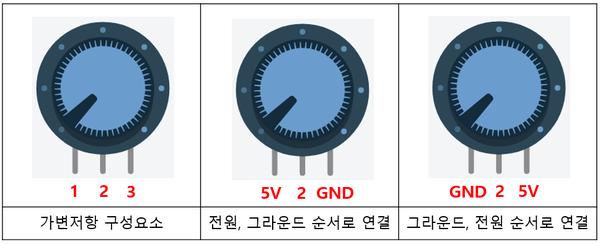 1 2 3
5V 2 GND
GND 2 5V
가변저항 구성요소
전원, 그라운드 순서로 연결
그라운드, 전원 순서로 연결